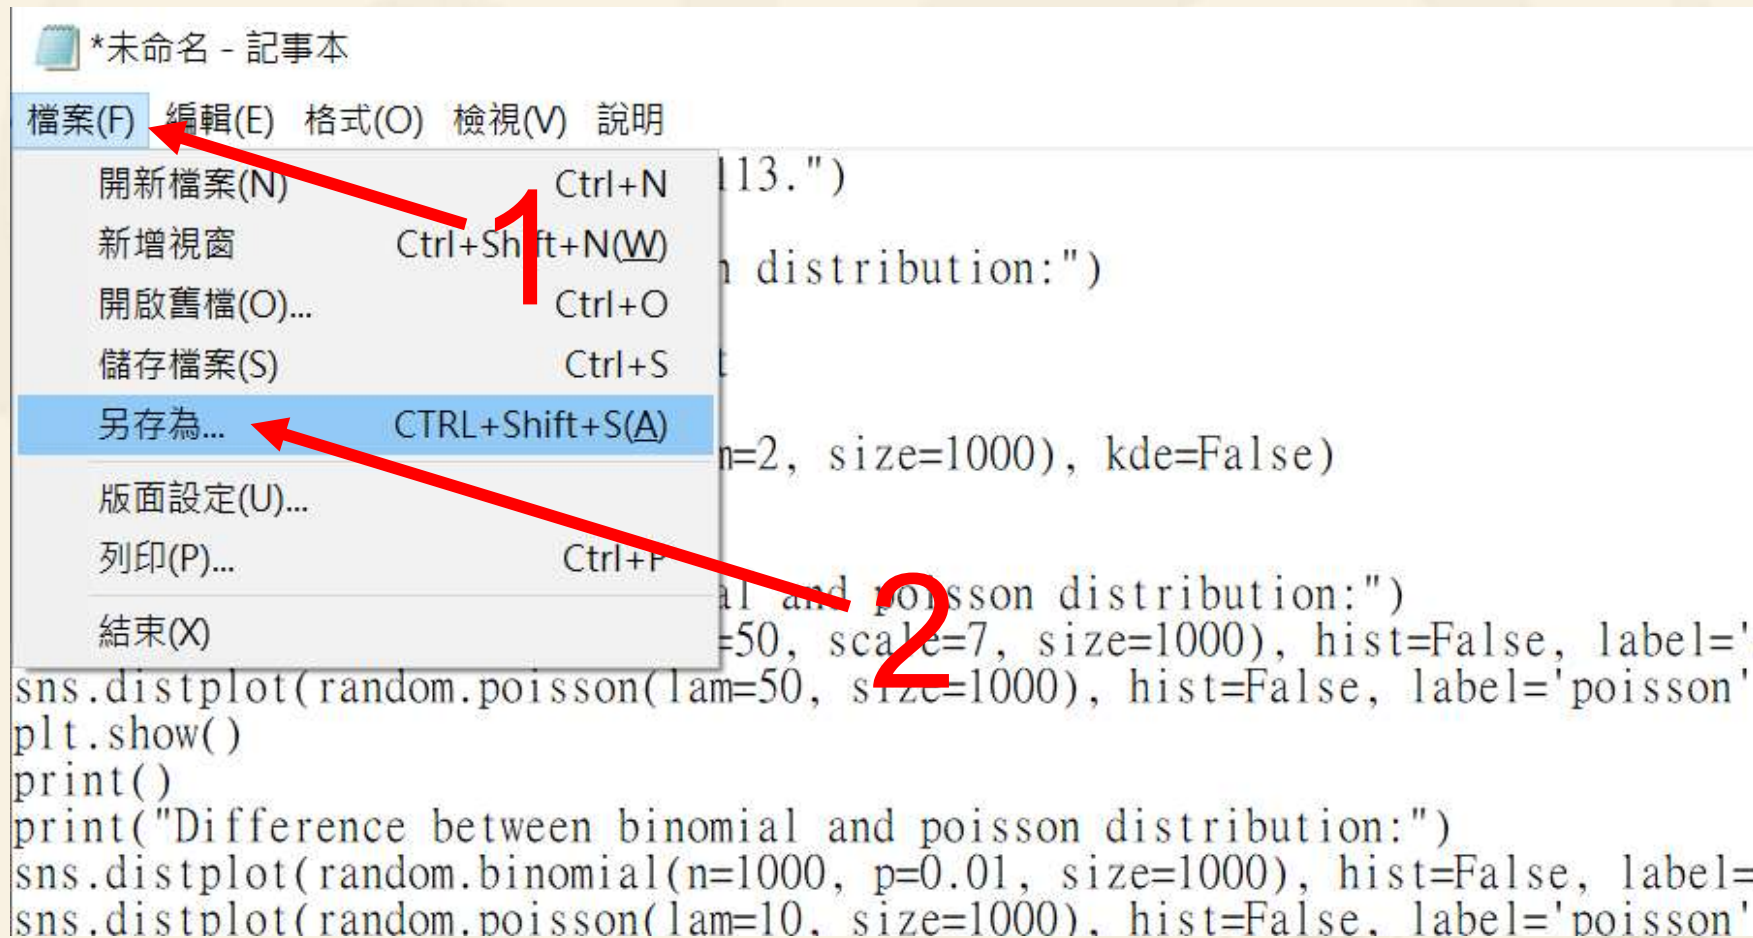 *未命名 - 記事本
檔案(F) 編輯(E) 格式(O) 檢視(V) 說明
開新檔案(N) Ctrl+N
113.")
1
新增視窗 Ctrl+Shift+N(W)
distribution:")
開啟舊檔(O)... Ctrl+O
儲存檔案(S) Ctrl+S
另存為... CTRL+Shift+S(A)
=2, size=1000), kde=False)
版面設定(U)...
列印(P)... Ctrl+P
and poisson distribution:")
2
結束(X)
=50, scale=7, size=1000), hist=False, label='
sns.distplot(random.poisson(lam=50, size=1000), hist=False, label='poisson'
plt.show()
print()
print("Difference between binomial and poisson distribution:")
sns.distplot(random.binomial(n=1000, p=0.01, size=1000), hist=False, label=
sns.distplot(random.poisson(lam=10, size=1000), hist=False, label='poisson'